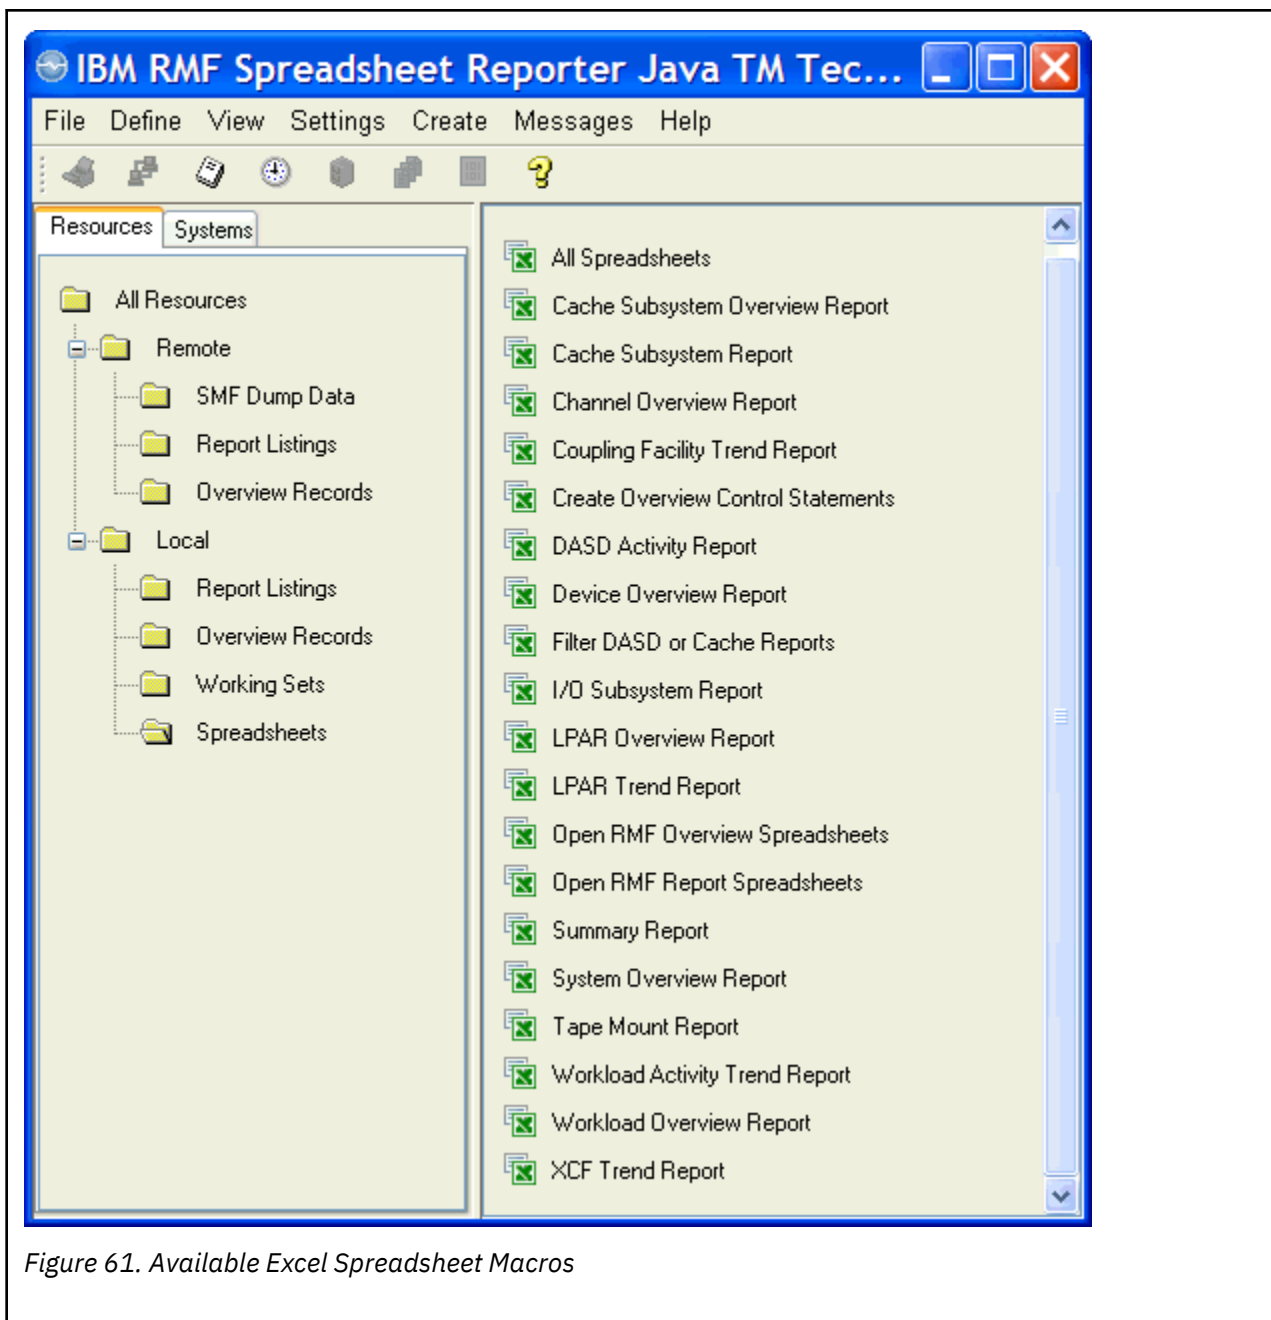 IBM RMF Spreadsheet Reporter Java TM Tec...
File Define View Settings Create Messages Help
Resources Systems
All Resources
Remote
SMF Dump Data
Report Listings
Overview Records
Local
Report Listings
Overview Records
Working Sets
Spreadsheets
All Spreadsheets
Cache Subsystem Overview Report
Cache Subsystem Report
Channel Overview Report
Coupling Facility Trend Report
Create Overview Control Statements
DASD Activity Report
Device Overview Report
Filter DASD or Cache Reports
I/O Subsystem Report
LPAR Overview Report
LPAR Trend Report
Open RMF Overview Spreadsheets
Open RMF Report Spreadsheets
Summary Report
System Overview Report
Tape Mount Report
Workload Activity Trend Report
Workload Overview Report
XCF Trend Report
Figure 61. Available Excel Spreadsheet Macros